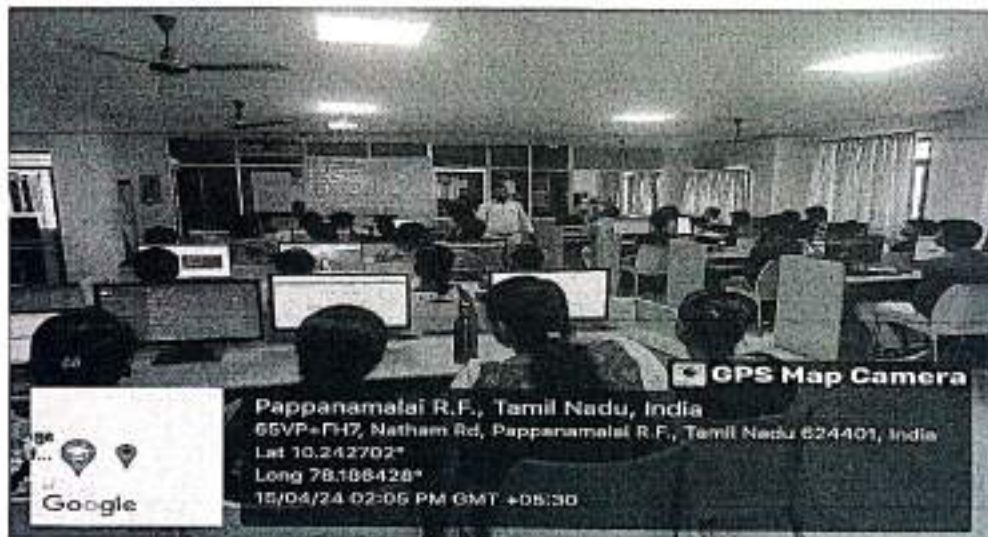 GPS Map Camera
Pappanamalai R.F., Tamil Nadu, India
65VP+FH7, Natham Rd, Pappanamalai R.F., Tamil Nadu 624401, India
Lat 10.242702°
Long 78.186428°
15/04/24 02:05 PM GMT +05:30
Google